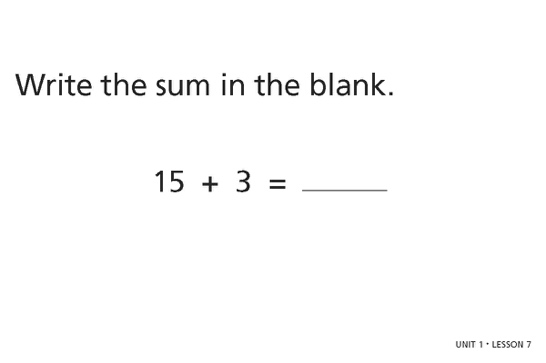 Write the sum in the blank.
15 + 3 = ______
UNIT 1 • LESSON 7